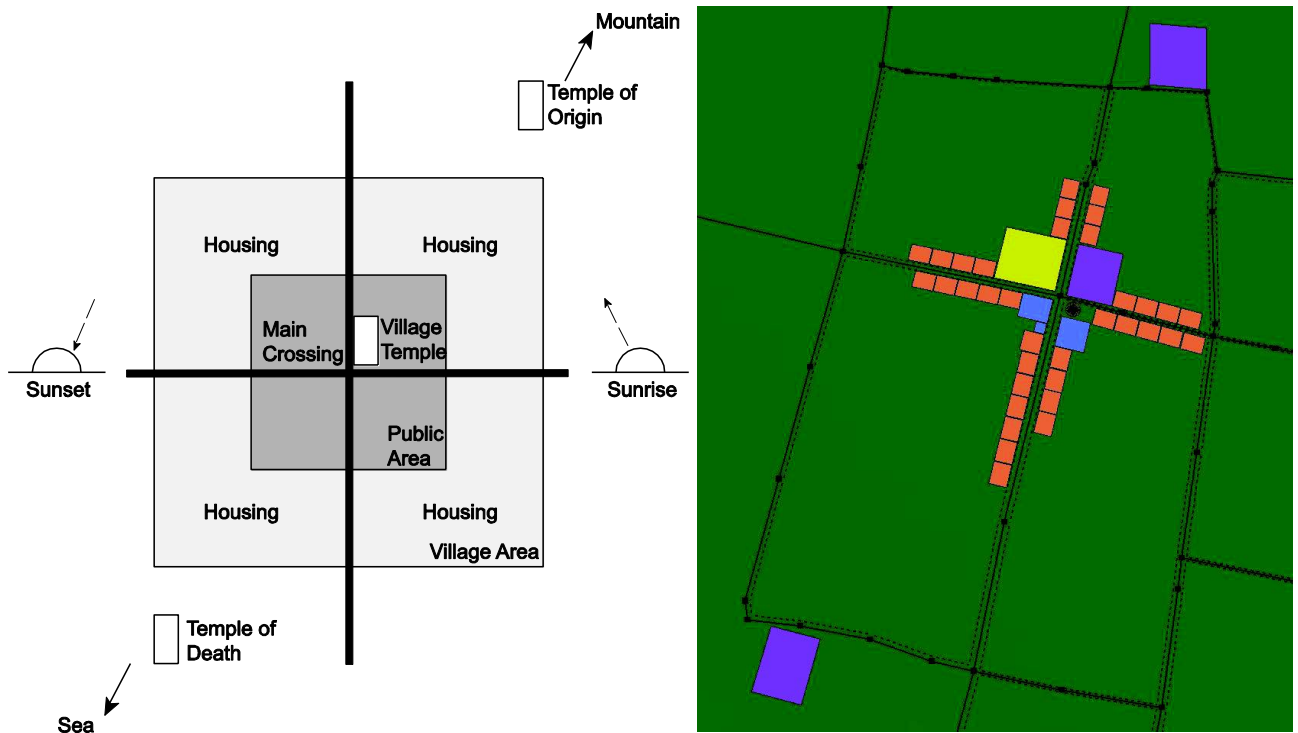 Mountain
Temple of
Origin
Housing
Housing
Main
Crossing
Village
Temple
Sunset
Sunrise
Public
Area
Housing
Housing
Village Area
Temple of
Death
Sea